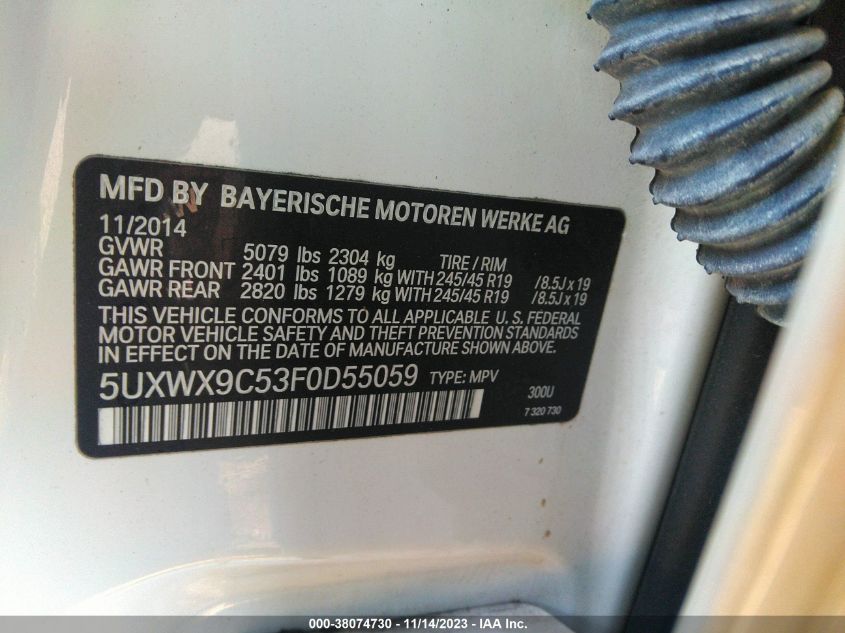 MFD BY BAYERISCHE MOTOREN WERKE AG
11/2014
GVWR 5079 lbs 2304 kg TIRE / RIM
GAWR FRONT 2401 lbs 1089 kg WITH 245/45 R19 /8.5J x 19
GAWR REAR 2820 lbs 1279 kg WITH 245/45 R19 /8.5J x 19
THIS VEHICLE CONFORMS TO ALL APPLICABLE U. S. FEDERAL
MOTOR VEHICLE SAFETY AND THEFT PREVENTION STANDARDS
IN EFFECT ON THE DATE OF MANUFACTURE SHOWN ABOVE.
5UXWX9C53F0D55059 TYPE: MPV 300U
7 320 730
000-38074730 - 11/14/2023 - IAA Inc.